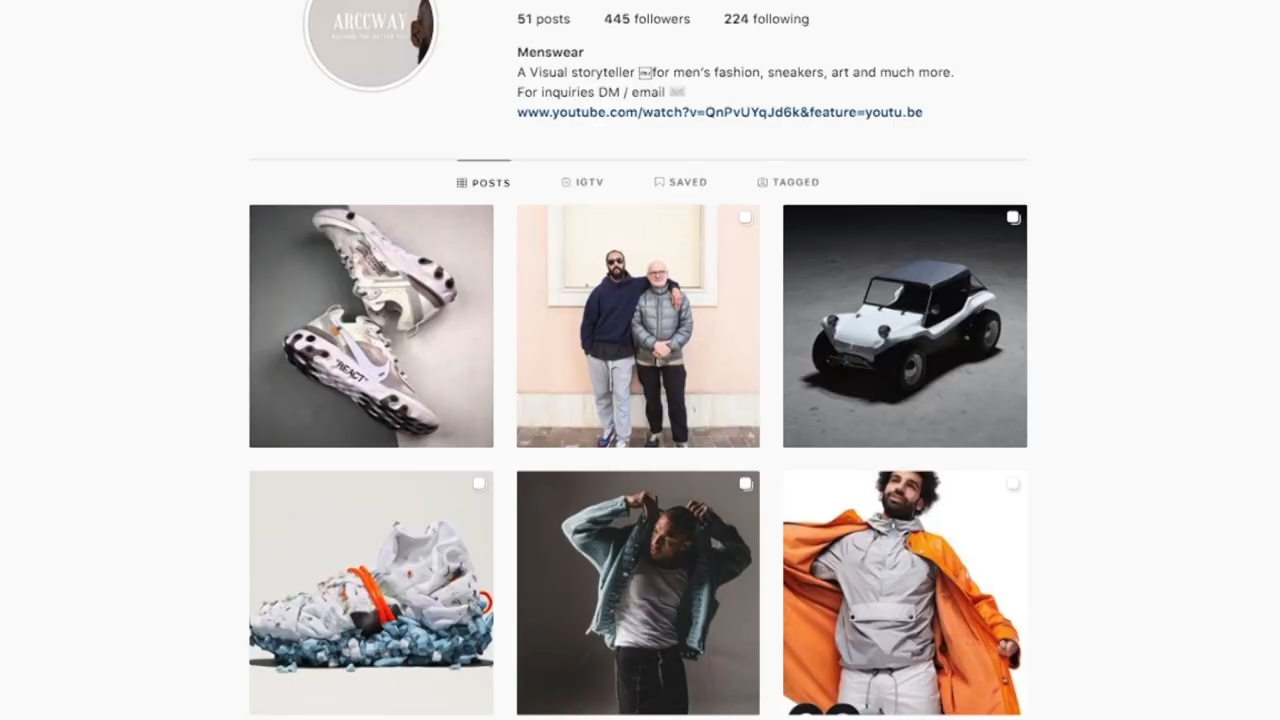 ARCCWAY
51 posts 445 followers 224 following
Menswear
A Visual storyteller for men's fashion, sneakers, art and much more.
For inquiries DM / email
www.youtube.com/watch?v=QnPvUYqJd6k&feature=youtu.be
POSTS IGTV SAVED TAGGED
"REACT"